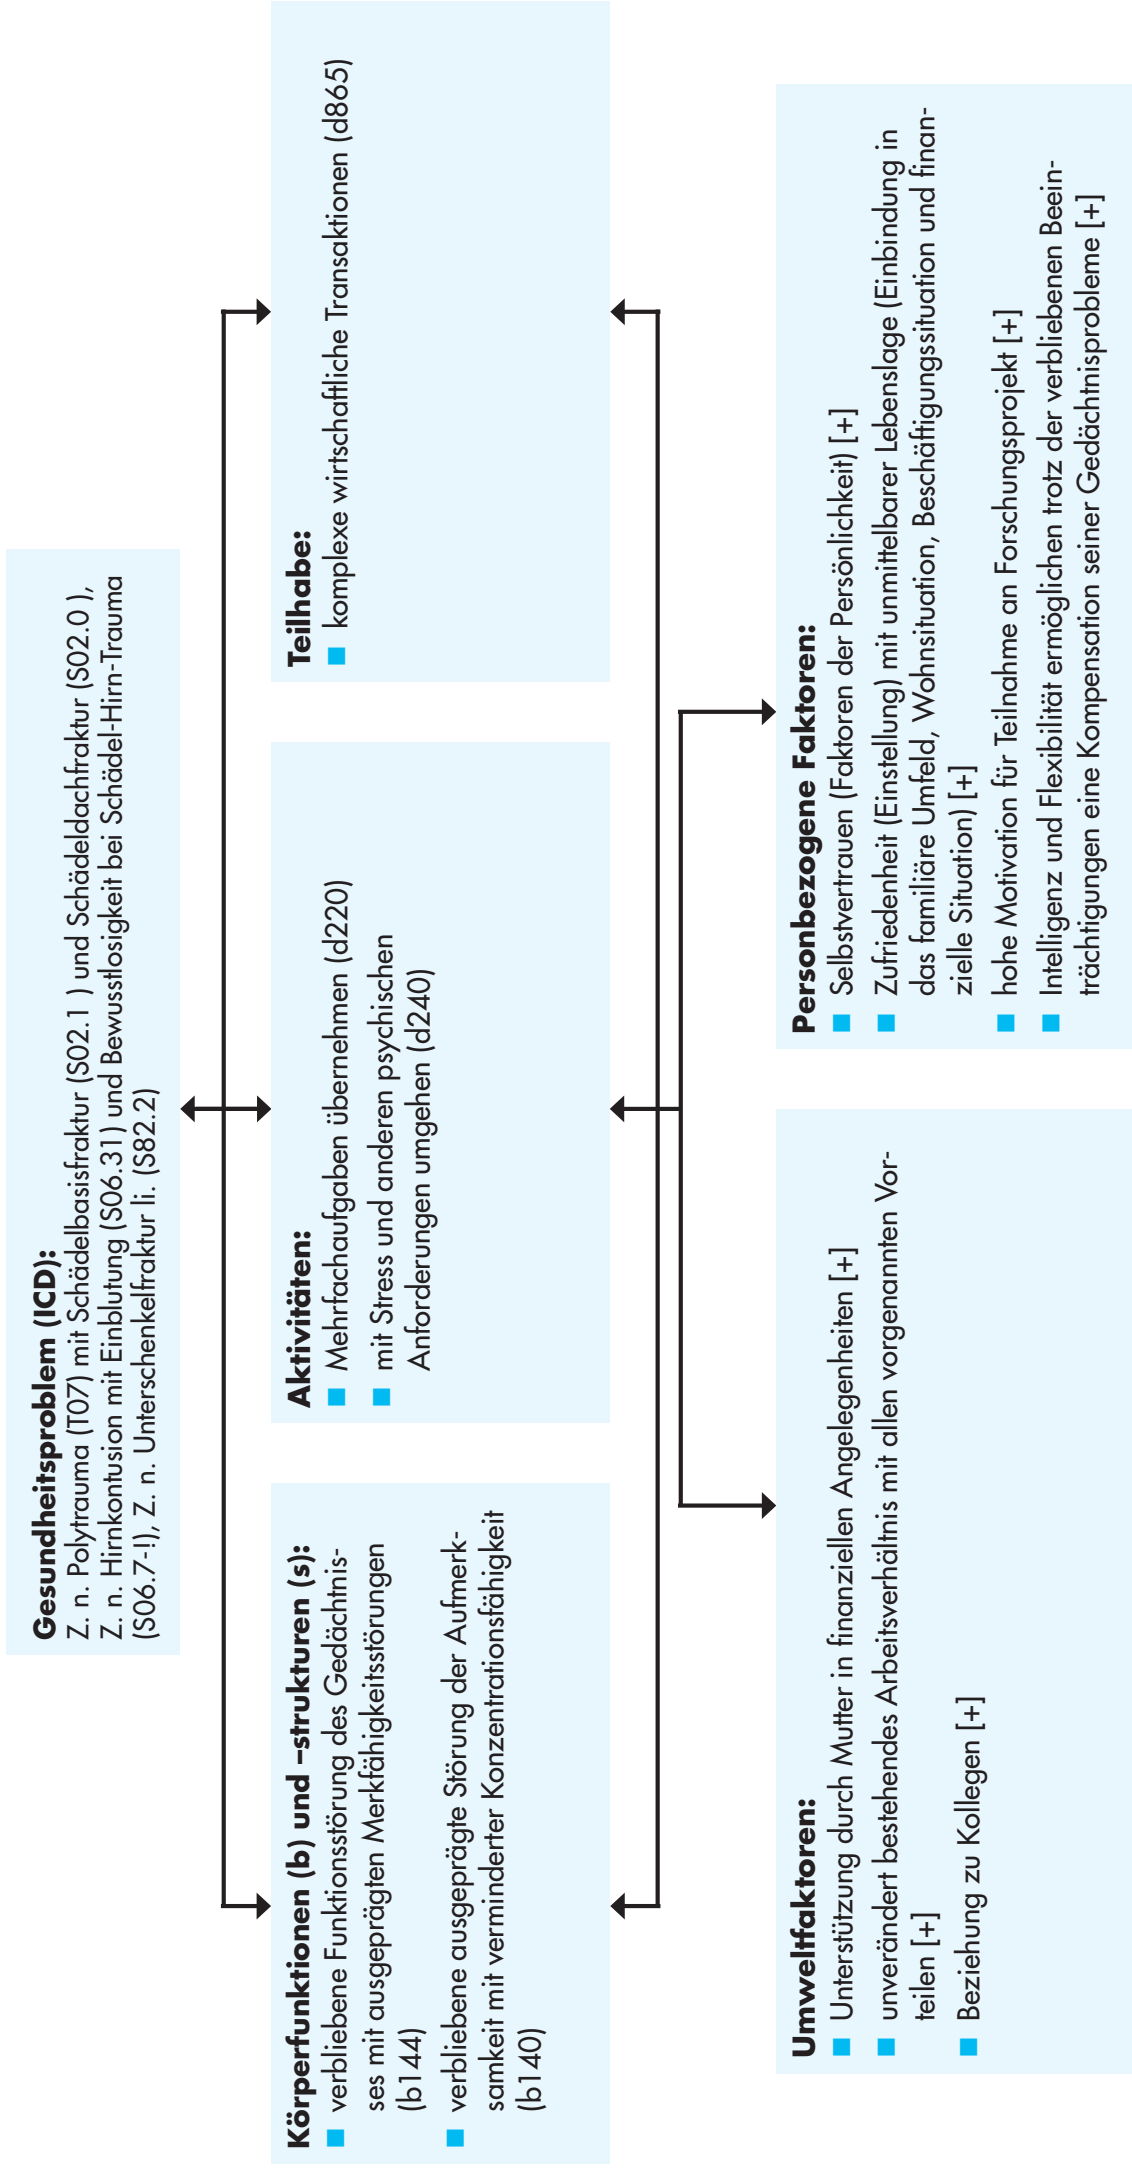 Gesundheitsproblem (ICD):
Z. n. Polytrauma (T07) mit Schädelbasisfraktur (S02.1 ) und Schädeldachfraktur (S02.0 ),
Z. n. Hirnkontusion mit Einblutung (S06.31) und Bewusstlosigkeit bei Schädel-Hirn-Trauma
(S06.7-!), Z. n. Unterschenkelfraktur li. (S82.2)
Körperfunktionen (b) und –strukturen (s):
■ verbliebene Funktionsstörung des Gedächtnis-
ses mit ausgeprägten Merkfähigkeitsstörungen
(b144)
■ verbliebene ausgeprägte Störung der Aufmerk-
samkeit mit verminderter Konzentrationsfähigkeit
(b140)
Aktivitäten:
■ Mehrfachaufgaben übernehmen (d220)
■ mit Stress und anderen psychischen
Anforderungen umgehen (d240)
Teilhabe:
■ komplexe wirtschaftliche Transaktionen (d865)
Umweltfaktoren:
■ Unterstützung durch Mutter in finanziellen Angelegenheiten [+]
■ unverändert bestehendes Arbeitsverhältnis mit allen vorgenannten Vor-
teilen [+]
■ Beziehung zu Kollegen [+]
Personbezogene Faktoren:
■ Selbstvertrauen (Faktoren der Persönlichkeit) [+]
■ Zufriedenheit (Einstellung) mit unmittelbarer Lebenslage (Einbindung in
das familiäre Umfeld, Wohnsituation, Beschäftigungssituation und finan-
zielle Situation) [+]
■ hohe Motivation für Teilnahme an Forschungsprojekt [+]
■ Intelligenz und Flexibilität ermöglichen trotz der verbliebenen Beein-
trächtigungen eine Kompensation seiner Gedächtnisprobleme [+]